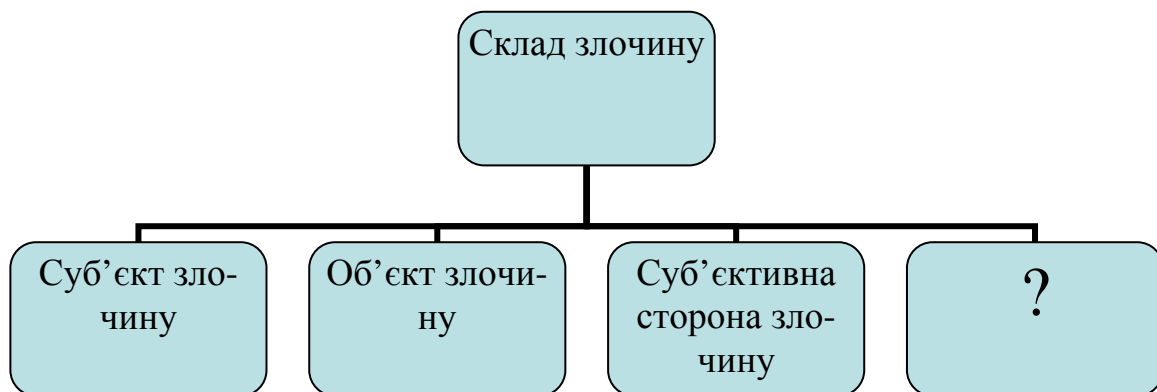 Склад злочину
Суб’єкт зло-
чину
Об’єкт злочи-
ну
Суб’єктивна
сторона зло-
чину
?